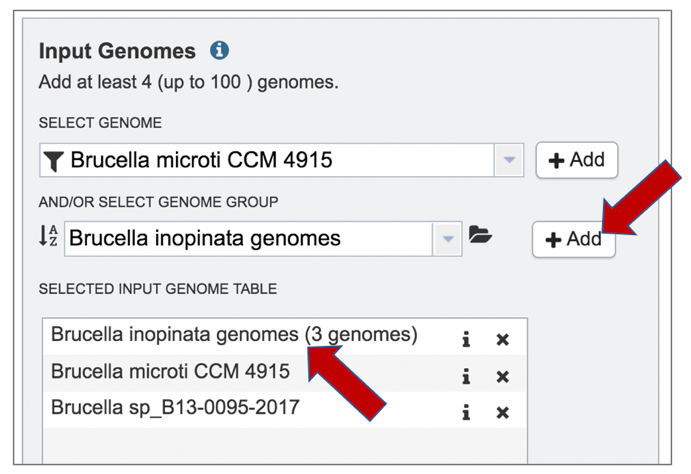 Input Genomes i
Add at least 4 (up to 100 ) genomes.
SELECT GENOME
Brucella microti CCM 4915 + Add
AND/OR SELECT GENOME GROUP
A Z Brucella inopinata genomes + Add
SELECTED INPUT GENOME TABLE
Brucella inopinata genomes (3 genomes) i x
Brucella microti CCM 4915 i x
Brucella sp_B13-0095-2017 i x